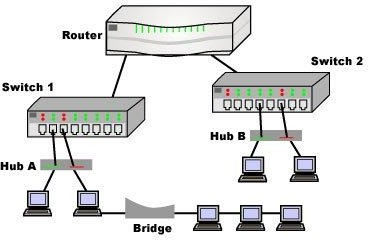 Router
Switch 2
Switch 1
Hub B
Hub A
Bridge